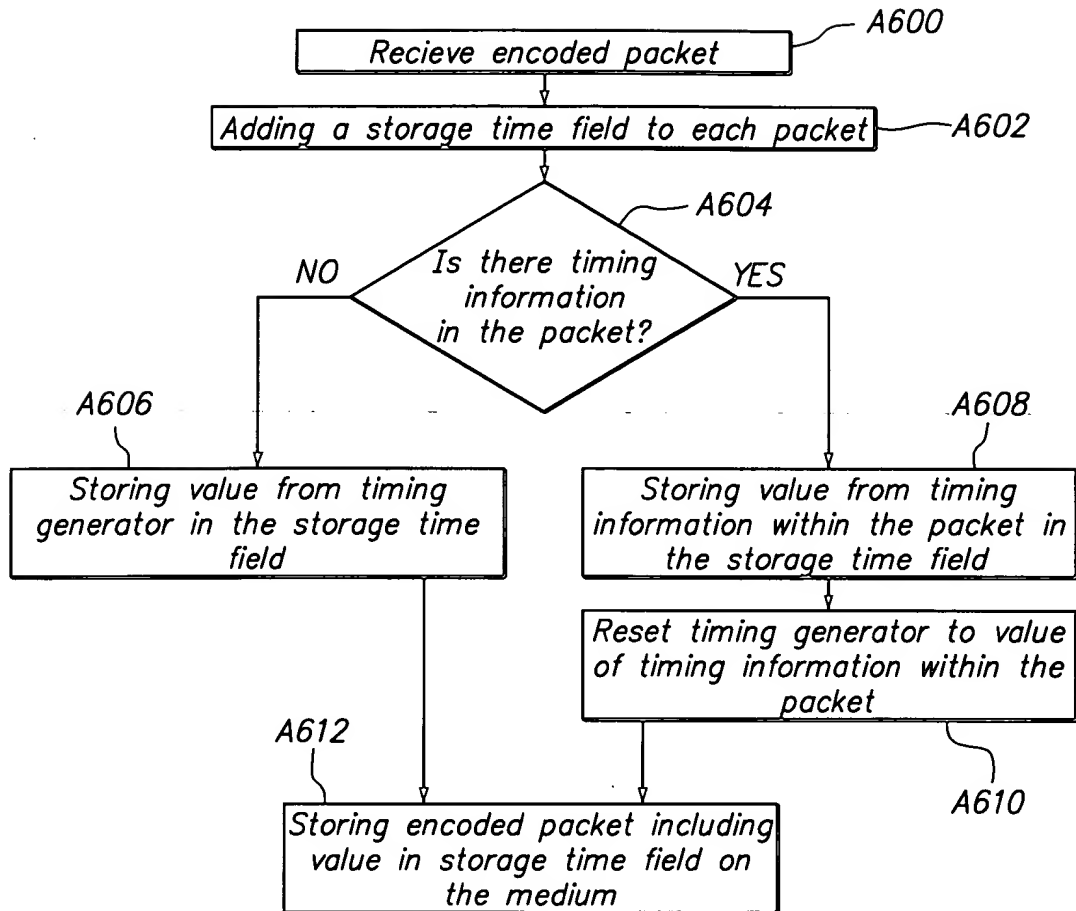 A600
Recieve encoded packet
Adding a storage time field to each packet
A602
A604
Is there timing
information
in the packet?
NO
YES
A606
A608
Storing value from timing
generator in the storage time
field
Storing value from timing
information within the packet in
the storage time field
Reset timing generator to value
of timing information within the
packet
A612
A610
Storing encoded packet including
value in storage time field on
the medium